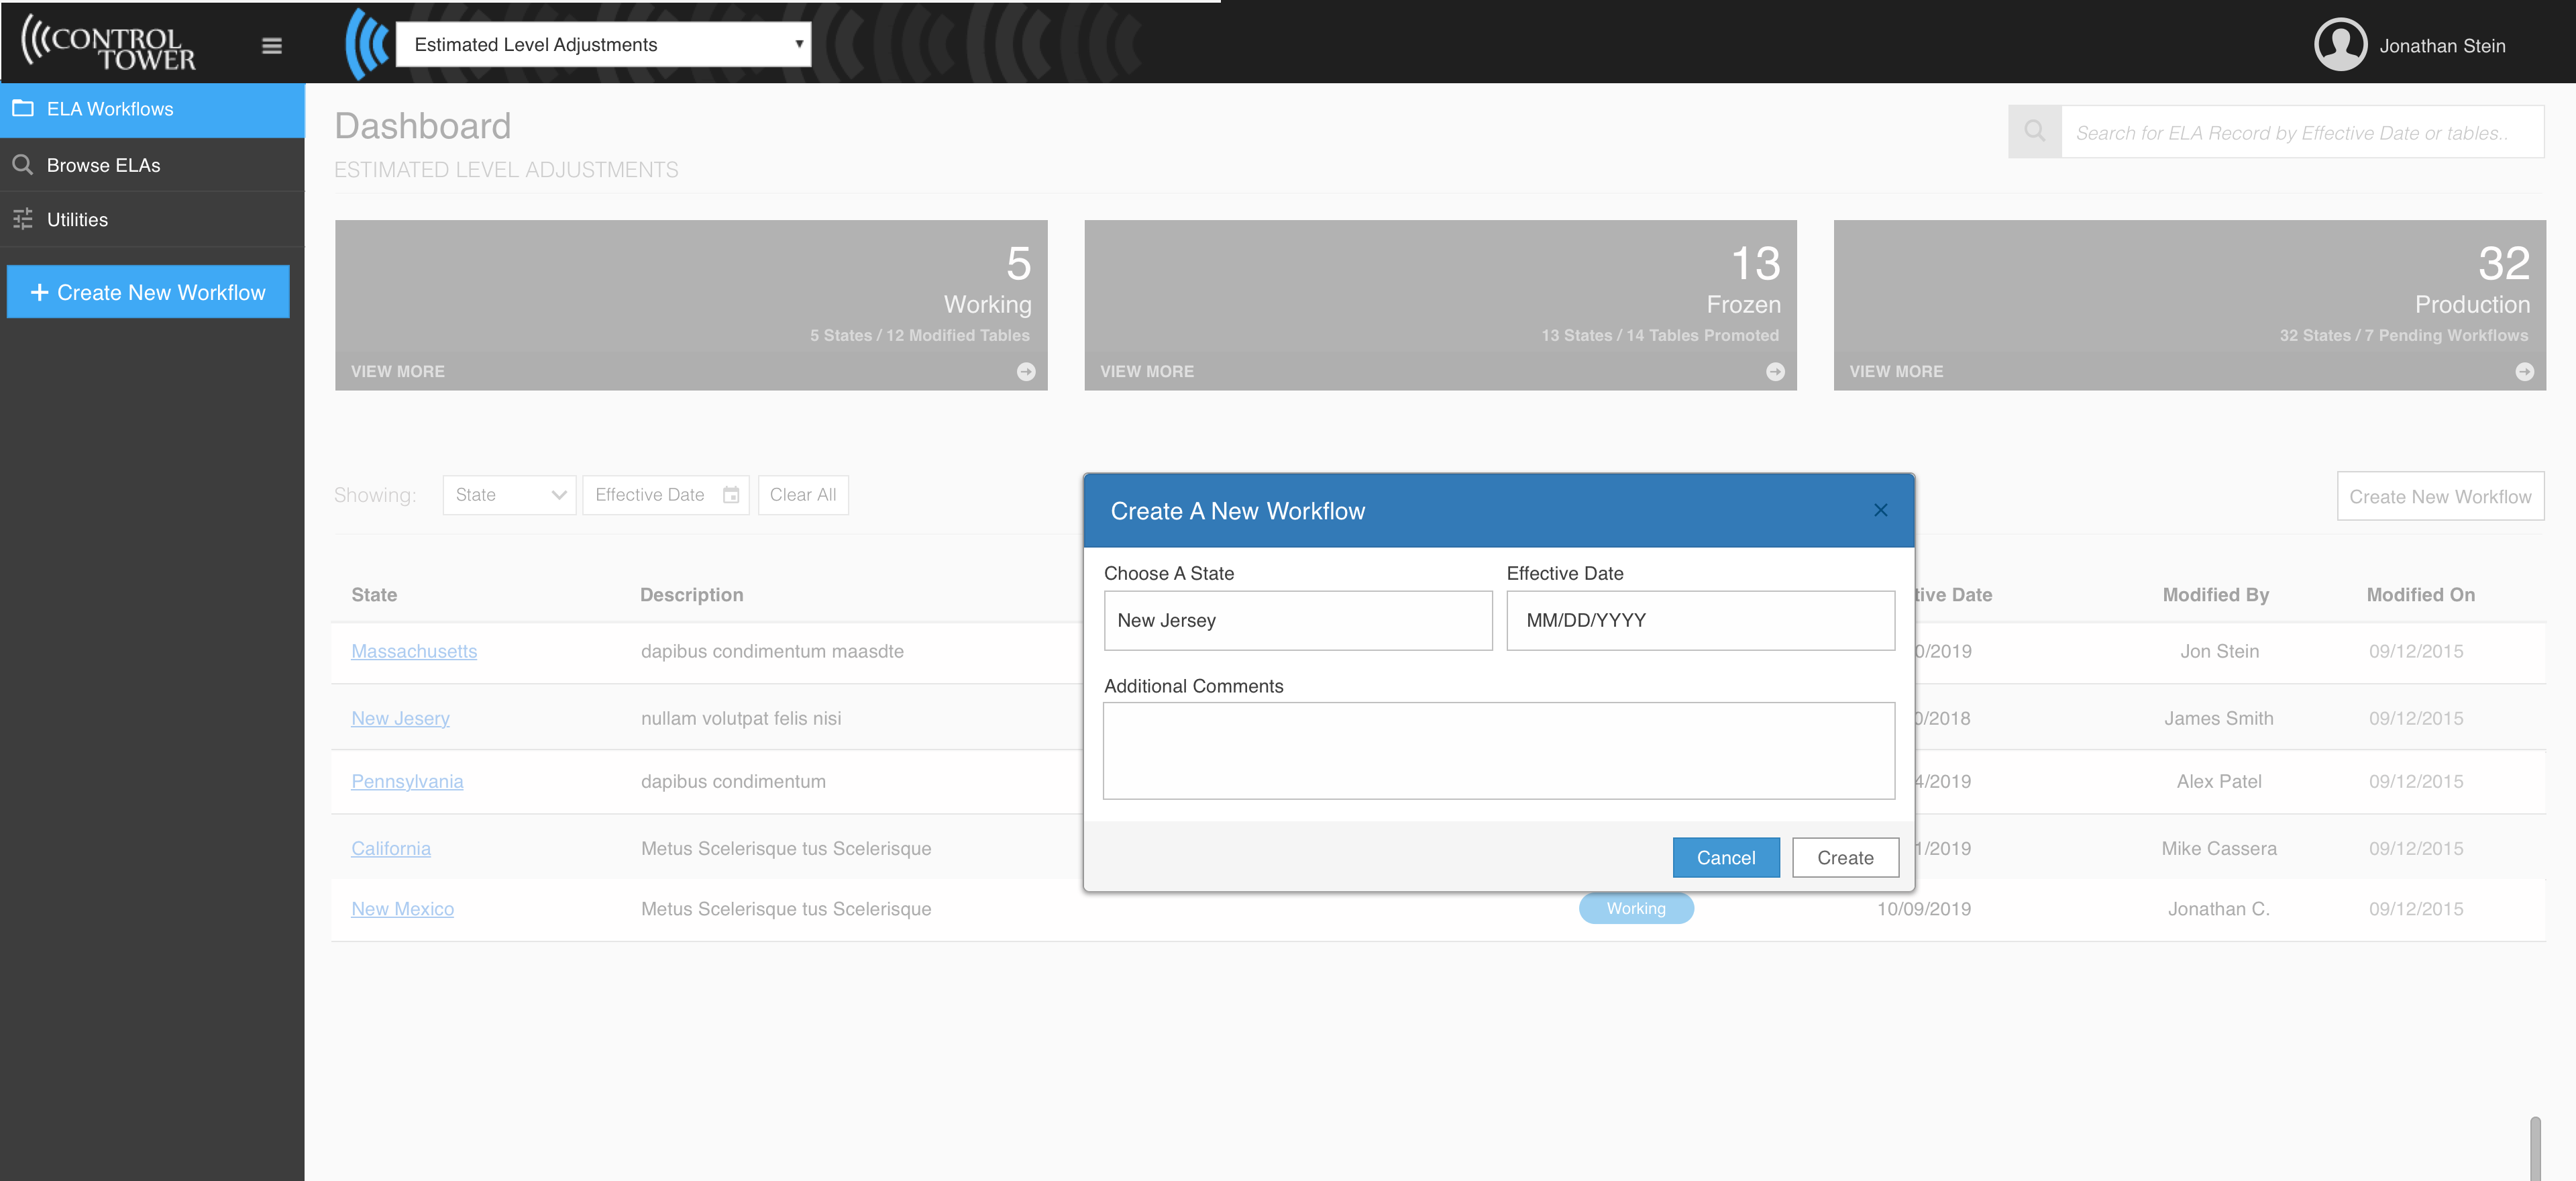 CONTROL
TOWER
Estimated Level Adjustments
Jonathan Stein
ELA Workflows
Browse ELAs
Utilities
+ Create New Workflow
Dashboard
ESTIMATED LEVEL ADJUSTMENTS
Search for ELA Record by Effective Date or tables..
5
Working
5 States / 12 Modified Tables
VIEW MORE
13
Frozen
13 States / 14 Tables Promoted
VIEW MORE
32
Production
32 States / 7 Pending Workflows
VIEW MORE
Showing: State Effective Date Clear All
Create New Workflow
Create A New Workflow ×
Choose A State Effective Date
New Jersey MM/DD/YYYY
Additional Comments
Cancel Create
State Description tive Date Modified By Modified On
Massachusetts dapibus condimentum maasdte 0/2019 Jon Stein 09/12/2015
New Jesery nullam volutpat felis nisi 0/2018 James Smith 09/12/2015
Pennsylvania dapibus condimentum 4/2019 Alex Patel 09/12/2015
California Metus Scelerisque tus Scelerisque 1/2019 Mike Cassera 09/12/2015
New Mexico Metus Scelerisque tus Scelerisque Working 10/09/2019 Jonathan C. 09/12/2015